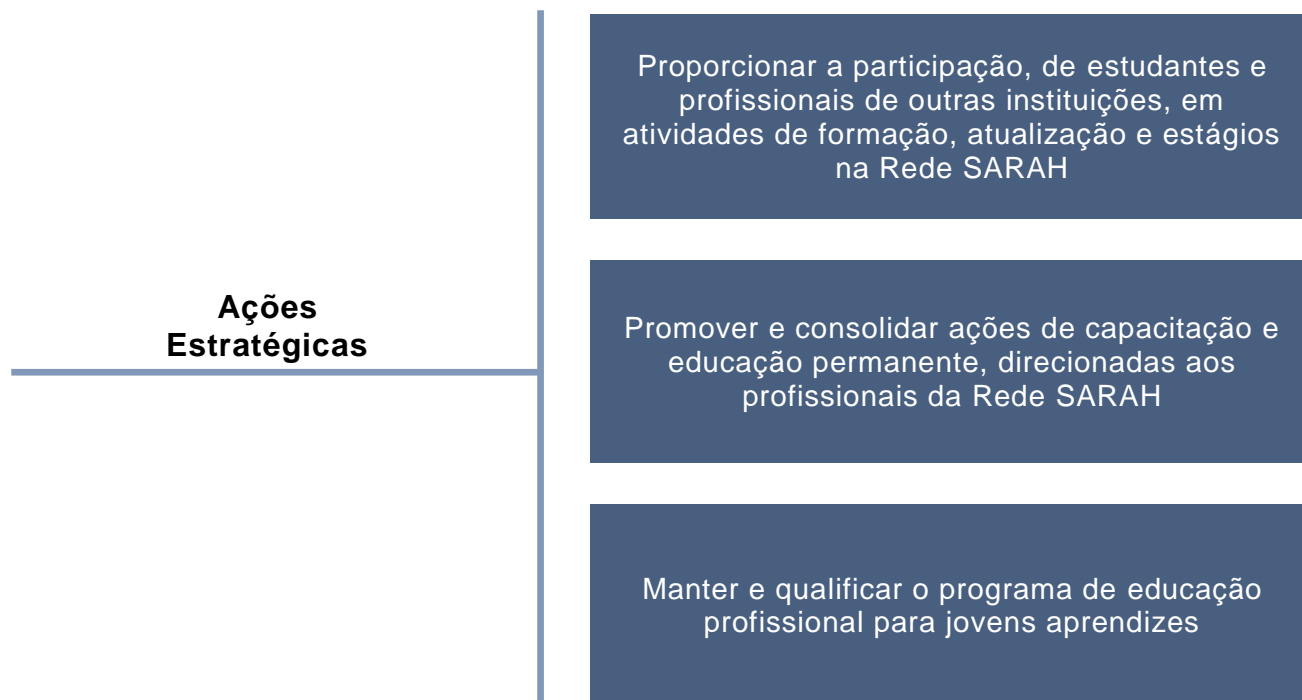 Ações
Estratégicas
Proporcionar a participação, de estudantes e
profissionais de outras instituições, em
atividades de formação, atualização e estágios
na Rede SARAH
Promover e consolidar ações de capacitação e
educação permanente, direcionadas aos
profissionais da Rede SARAH
Manter e qualificar o programa de educação
profissional para jovens aprendizes